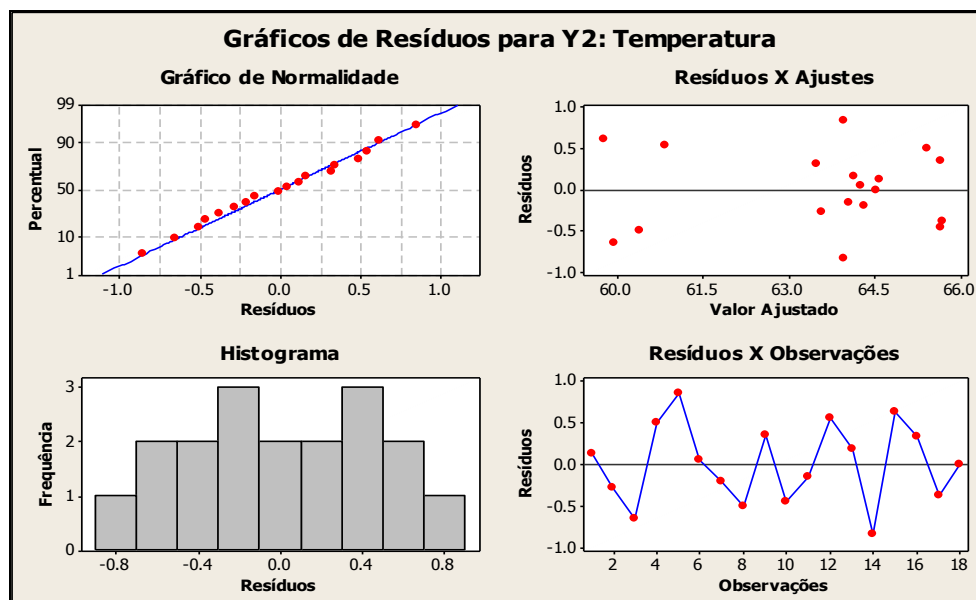 Gráficos de Resíduos para Y2: Temperatura
Gráfico de Normalidade
99
90
50
10
1
Percentual
-1.0 -0.5 0.0 0.5 1.0
Resíduos
Resíduos X Ajustes
1.0
0.5
0.0
-0.5
-1.0
Resíduos
60.0 61.5 63.0 64.5 66.0
Valor Ajustado
Histograma
3
2
1
0
Frequência
-0.8 -0.4 0.0 0.4 0.8
Resíduos
Resíduos X Observações
1.0
0.5
0.0
-0.5
-1.0
Resíduos
2 4 6 8 10 12 14 16 18
Observações